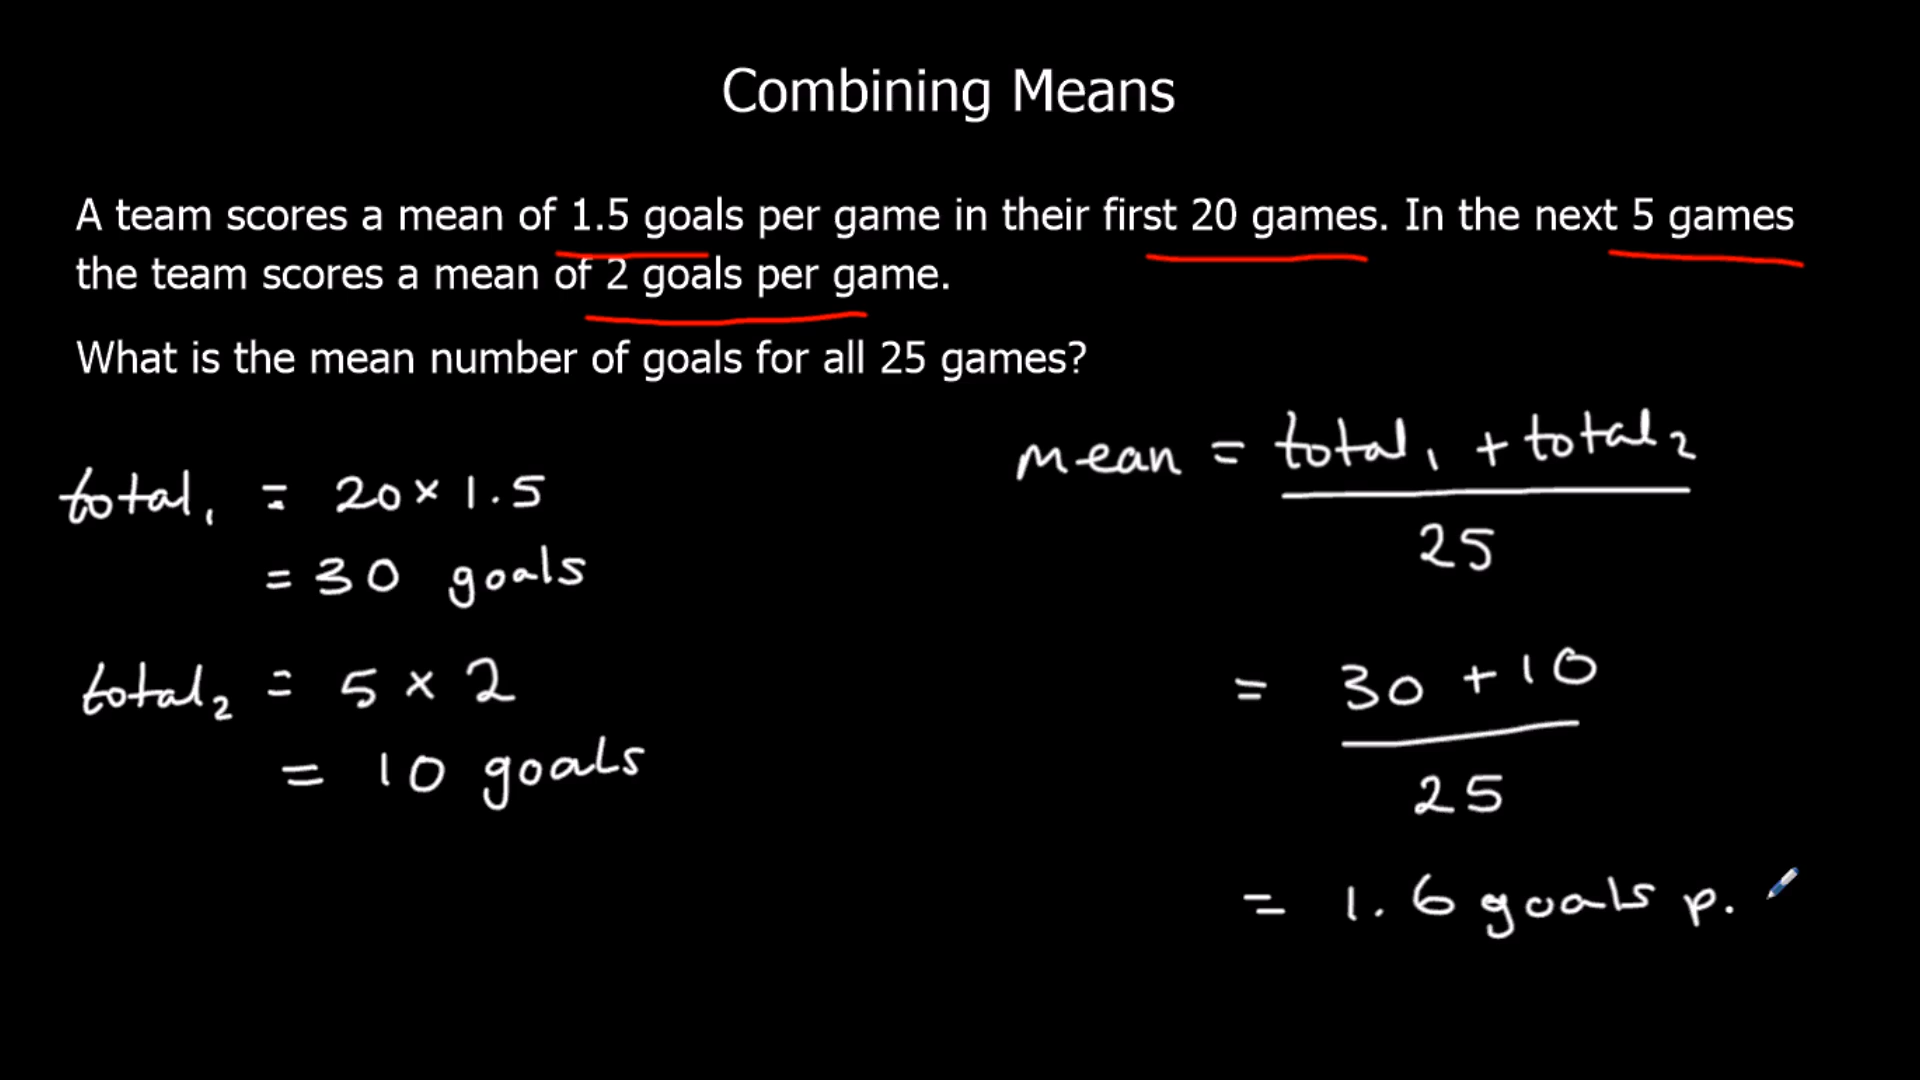 Combining Means
A team scores a mean of 1.5 goals per game in their first 20 games. In the next 5 games
the team scores a mean of 2 goals per game.
What is the mean number of goals for all 25 games?
total₁ = 20 × 1.5
= 30 goals
total₂ = 5 × 2
= 10 goals
mean = total₁ + total₂
25
= 30 + 10
25
= 1.6 goals p.